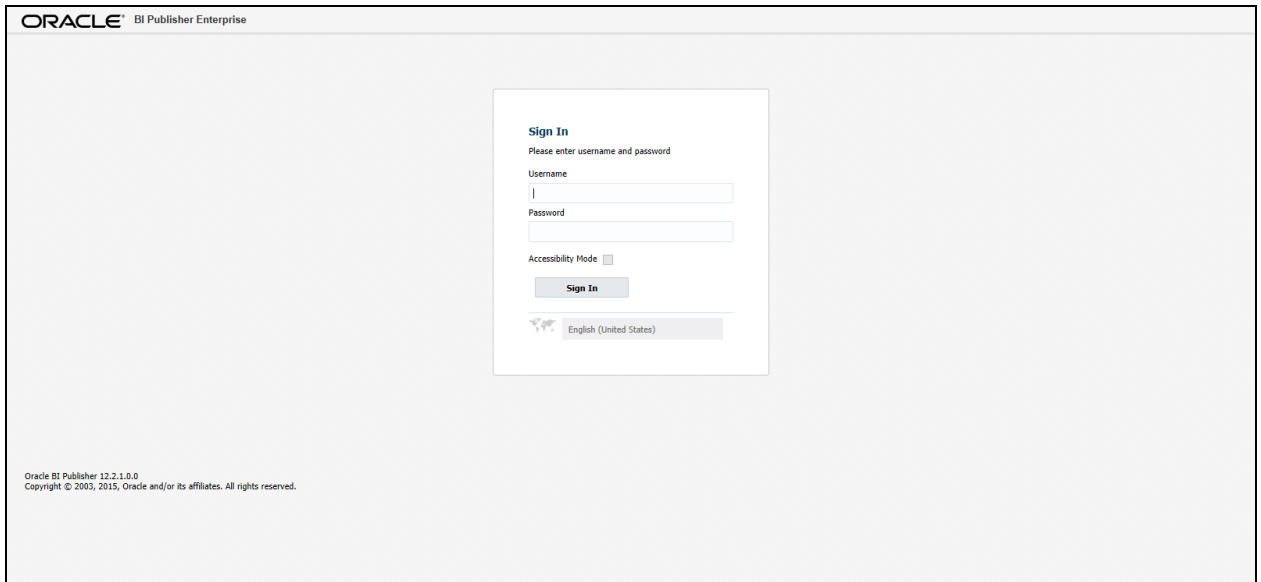 ORACLE® BI Publisher Enterprise
Sign In
Please enter username and password
Username
Password
Accessibility Mode
Sign In
English (United States)
Oracle BI Publisher 12.2.1.0.0
Copyright © 2003, 2015, Oracle and/or its affiliates. All rights reserved.